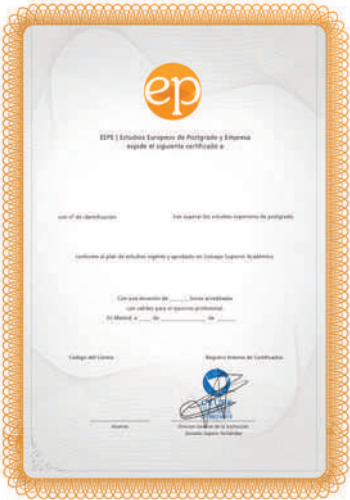 ep
EEPE | Estudios Europeos de Postgrado y Empresa
expide el siguiente certificado a:
con nº de identificación
tras superar los estudios superiores de postgrado
conforme al plan de estudios vigente y aprobado en Consejo Superior Académico
Con una duración de ______ horas acreditadas
con validez para el ejercicio profesional.
En Madrid, a ____ de ______________ de ______
Código del Curso
Registro Interno de Certificados
Alumno
Director General de la Institución